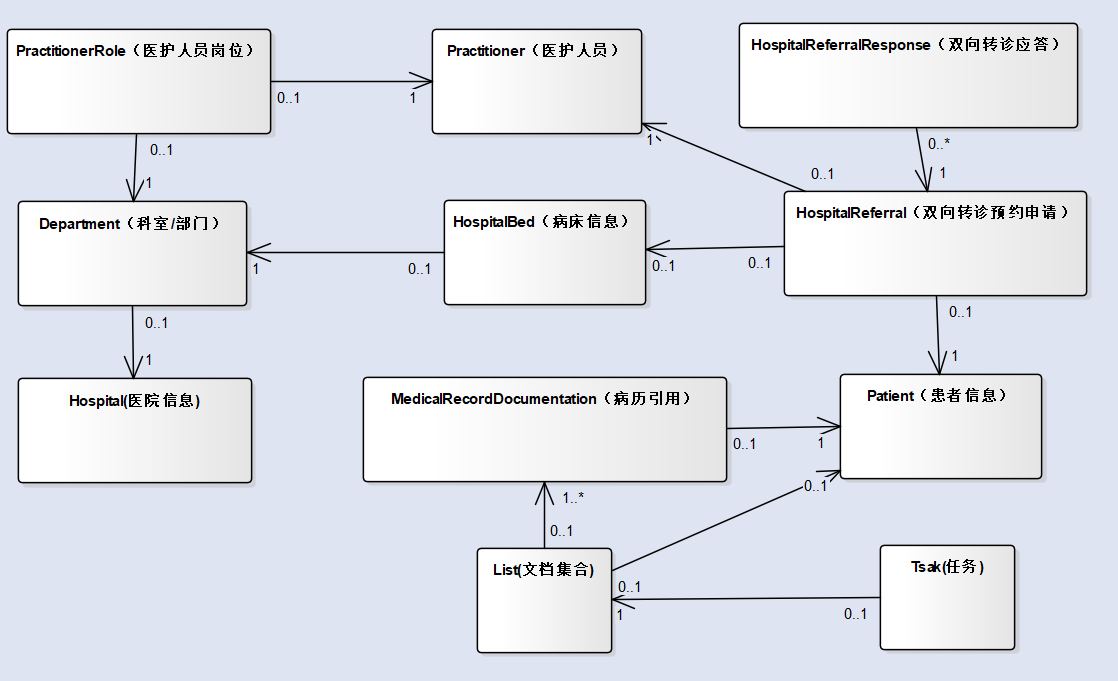 PractitionerRole（医护人员岗位）
Practitioner（医护人员）
HospitalReferralResponse（双向转诊应答）
0..1
1
0..1
1
1
0..1
0..*
1
Department（科室/部门）
HospitalBed（病床信息）
HospitalReferral（双向转诊预约申请）
1
0..1
0..1
0..1
0..1
1
0..1
1
Hospital(医院信息)
MedicalRecordDocumentation（病历引用）
Patient（患者信息）
0..1
1
1..*
0..1
0..1
List(文档集合)
Tsak(任务)
0..1
1
0..1